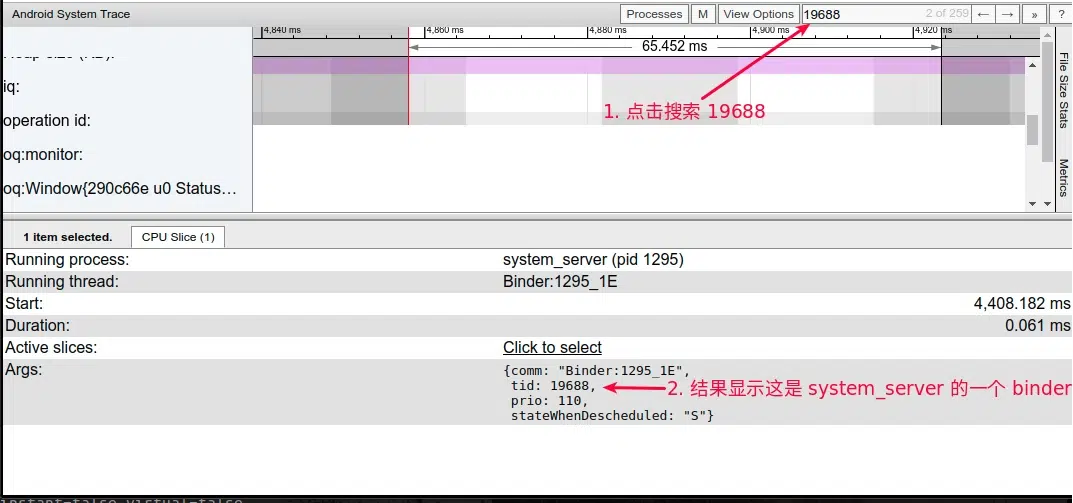 Android System Trace
Processes M View Options 19688 2 of 259 ← → » ?
4,840 ms 4,860 ms 4,880 ms 4,900 ms 4,920 ms
65.452 ms
iq:
1. 点击搜索 19688
operation id:
oq:monitor:
oq:Window{290c66e u0 Status…
File Size Stats
Metrics
1 item selected. CPU Slice (1)
Running process: system_server (pid 1295)
Running thread: Binder:1295_1E
Start: 4,408.182 ms
Duration: 0.061 ms
Active slices: Click to select
Args: {comm: "Binder:1295_1E",
tid: 19688, 2. 结果显示这是 system_server 的一个 binder
prio: 110,
stateWhenDescheduled: "S"}